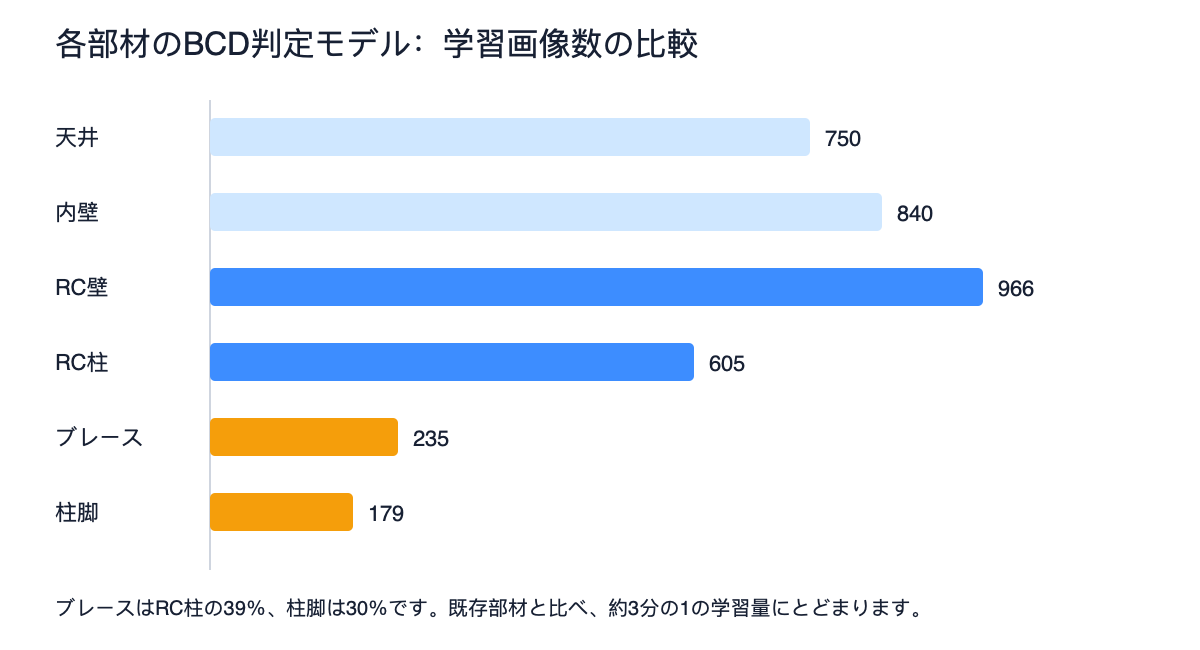 各部材のBCD判定モデル：学習画像数の比較
天井 750
内壁 840
RC壁 966
RC柱 605
ブレース 235
柱脚 179
ブレースはRC柱の39%、柱脚は30%です。既存部材と比べ、約3分の1の学習量にとどまります。